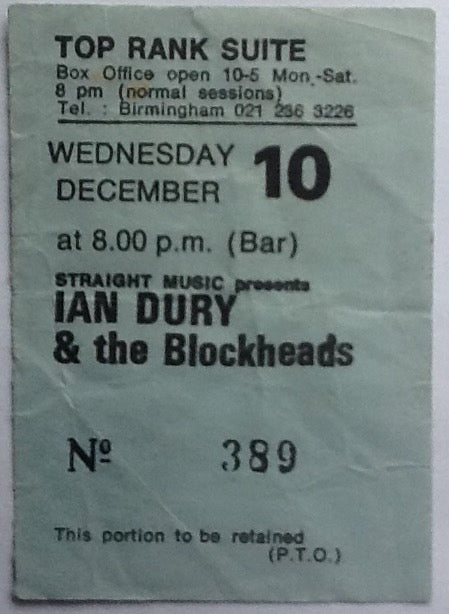 TOP RANK SUITE
Box Office open 10-5 Mon.-Sat.
8 pm (normal sessions)
Tel. : Birmingham 021 236 3226
WEDNESDAY
DECEMBER 10
at 8.00 p.m. (Bar)
STRAIGHT MUSIC presents
IAN DURY
& the Blockheads
Nº 389
This portion to be retained
(P.T.O.)